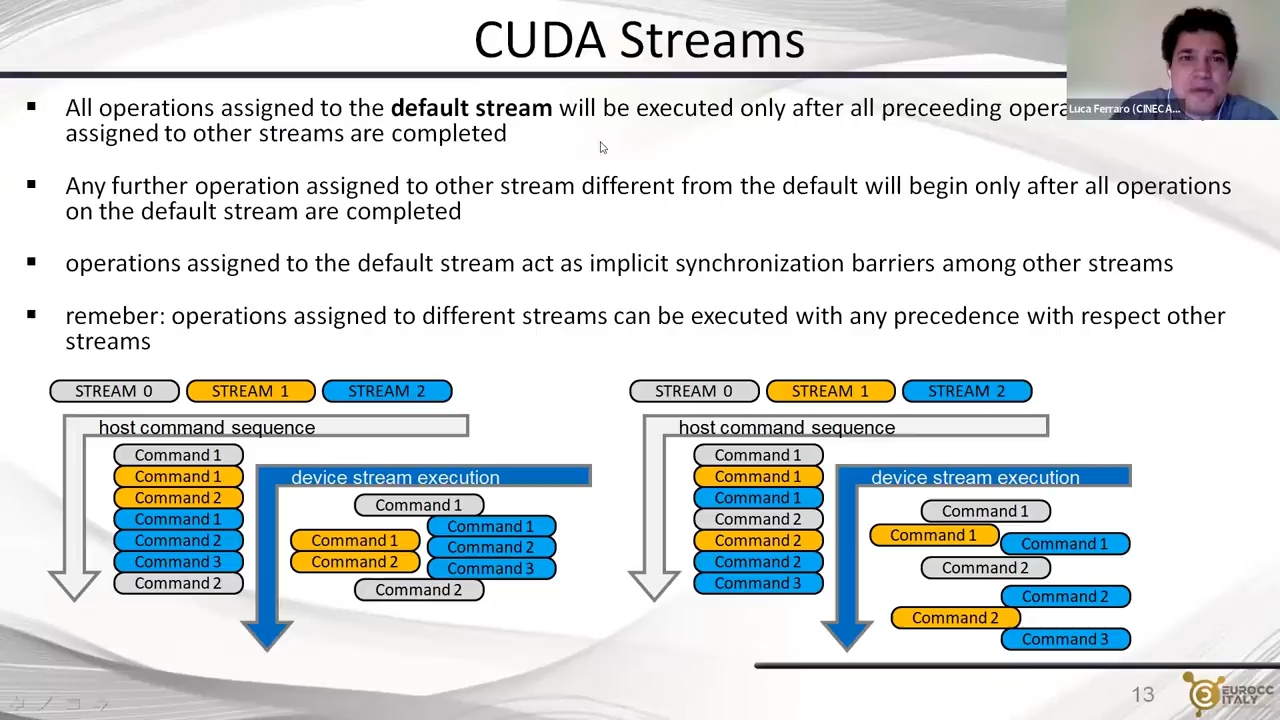 CUDA Streams
Luca Ferraro (CINECA...
▪ All operations assigned to the default stream will be executed only after all preceeding
assigned to other streams are completed
▪ Any further operation assigned to other stream different from the default will begin only after all operations
on the default stream are completed
▪ operations assigned to the default stream act as implicit synchronization barriers among other streams
▪ remeber: operations assigned to different streams can be executed with any precedence with respect other
streams
STREAM 0 STREAM 1 STREAM 2
host command sequence
Command 1
Command 1
Command 2
Command 1
Command 2
Command 3
Command 2
device stream execution
Command 1
Command 1
Command 1
Command 2
Command 2
Command 3
Command 2
STREAM 0 STREAM 1 STREAM 2
host command sequence
Command 1
Command 1
Command 1
Command 2
Command 2
Command 2
Command 3
device stream execution
Command 1
Command 1
Command 1
Command 2
Command 2
Command 2
Command 3
13
EUROCC
ITALY